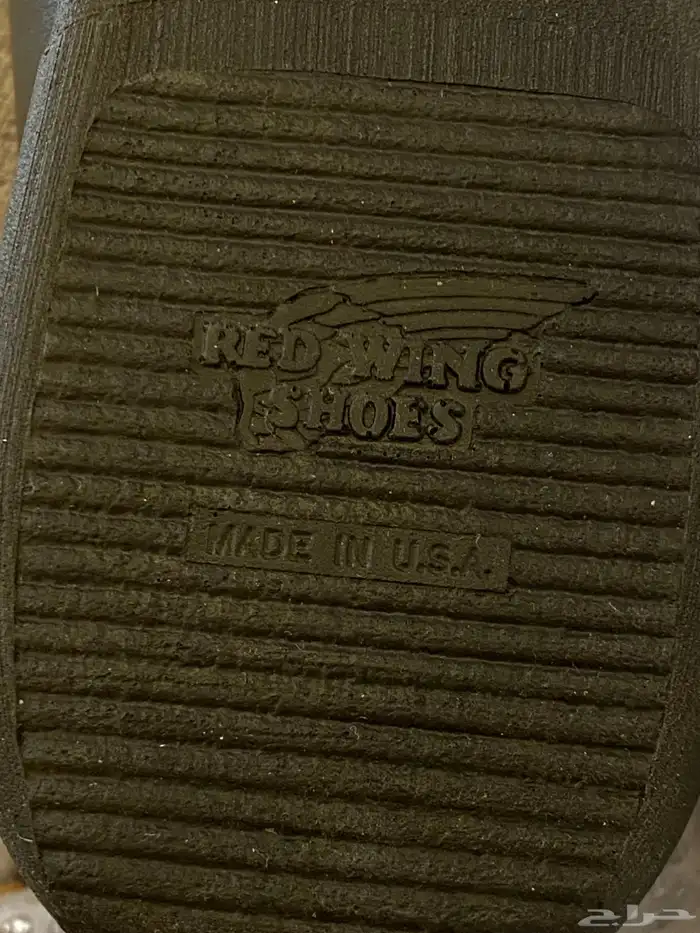 RED WING
SHOES
MADE IN U.S.A.
حراج